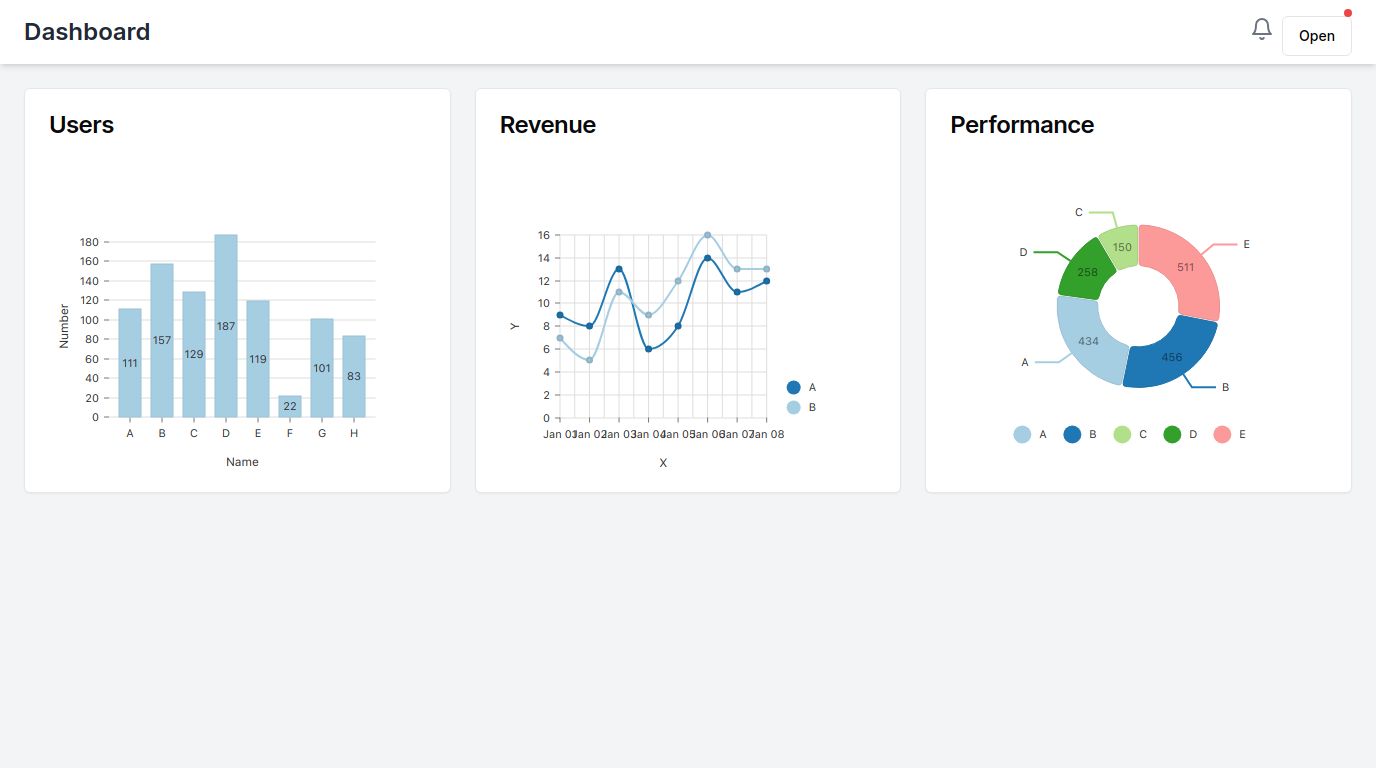 Dashboard
Open
Users
180
160
140
120
100
80
60
40
20
0
Number
111
157
129
187
119
22
101
83
A B C D E F G H
Name
Revenue
16
14
12
10
8
6
4
2
0
Y
Jan 01 Jan 02 Jan 03 Jan 04 Jan 05 Jan 06 Jan 07 Jan 08
X
A
B
Performance
C
E
D
A
B
150
511
258
434
456
A B C D E